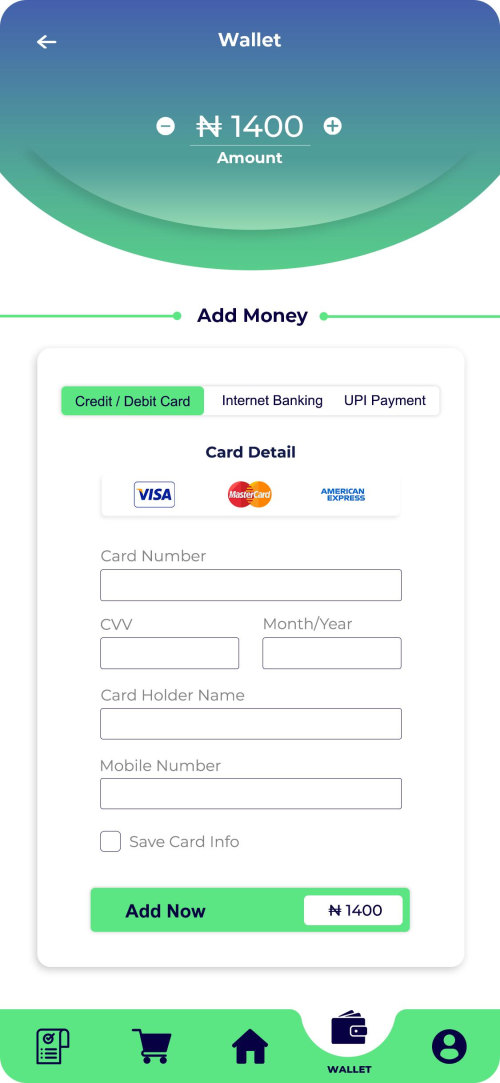 Wallet
₦ 1400
Amount
Add Money
Credit / Debit Card Internet Banking UPI Payment
Card Detail
VISA MasterCard AMERICAN EXPRESS
Card Number
CVV Month/Year
Card Holder Name
Mobile Number
Save Card Info
Add Now ₦ 1400
WALLET